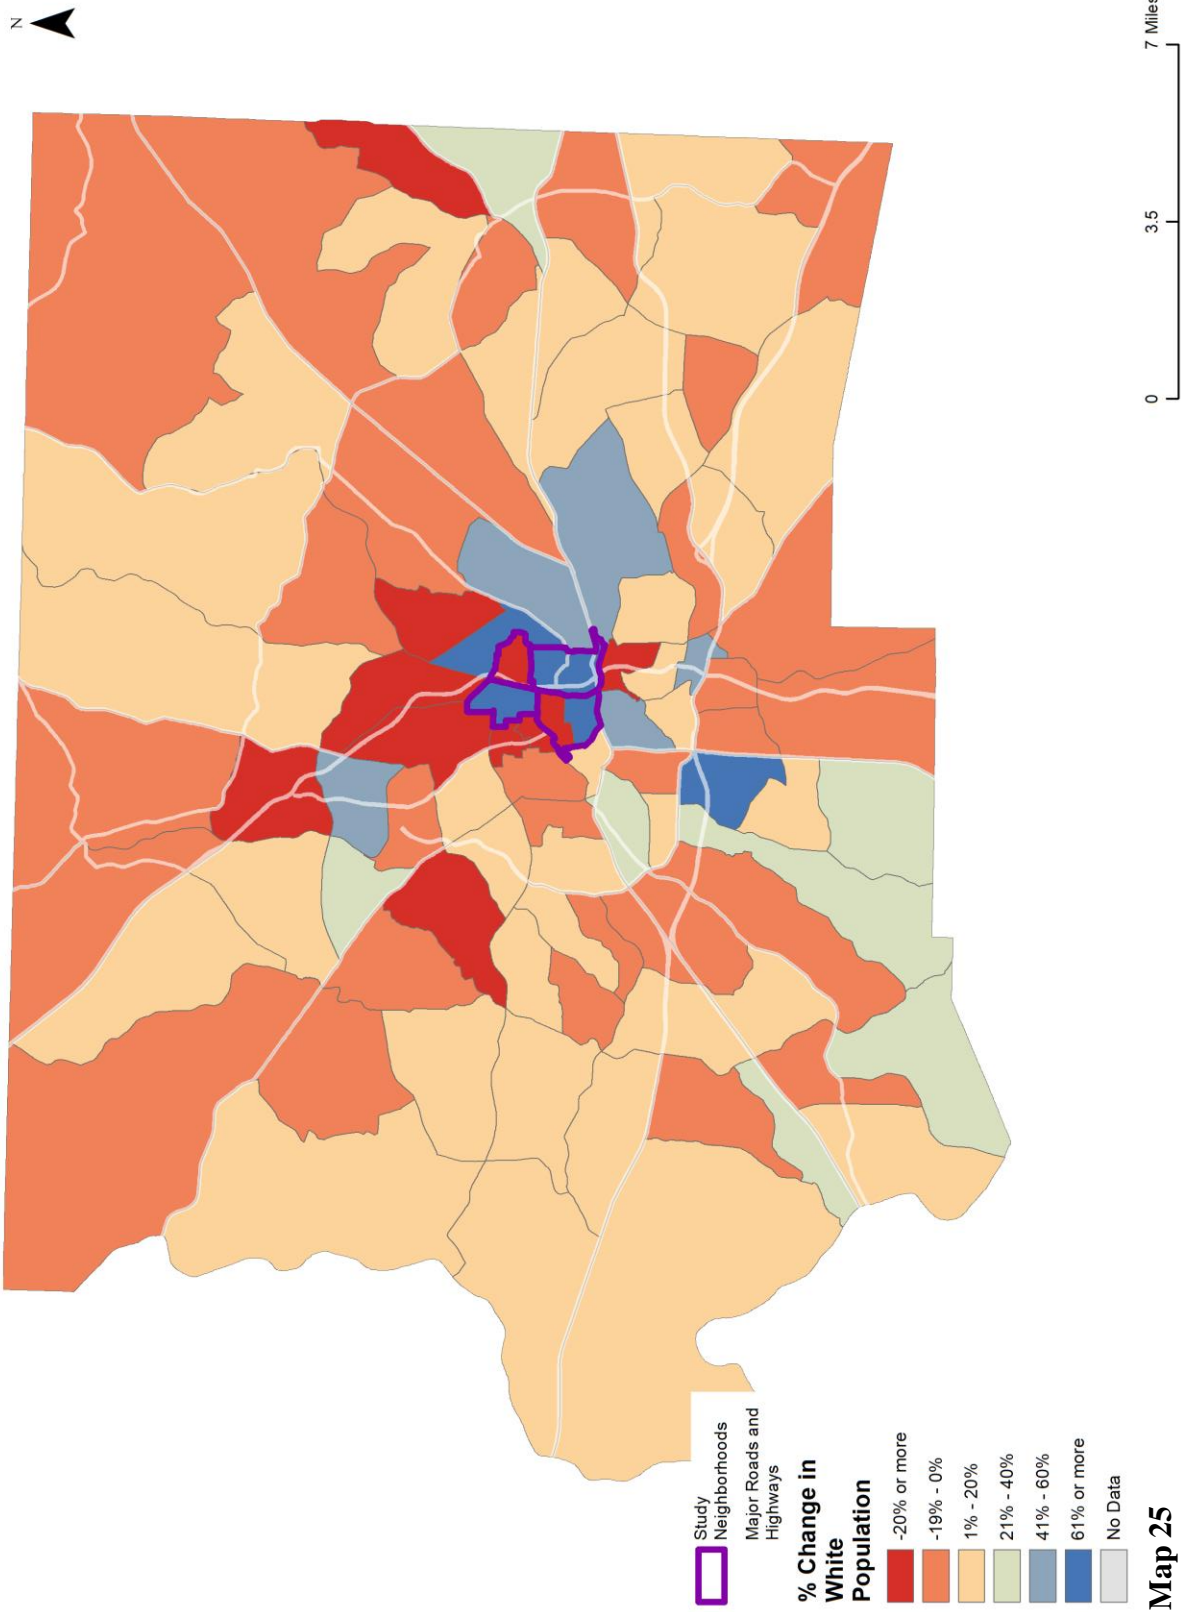 N
Study
Neighborhoods
Major Roads and
Highways
% Change in
White
Population
-20% or more
-19% - 0%
1% - 20%
21% - 40%
41% - 60%
61% or more
No Data
Map 25
0 3.5 7 Miles